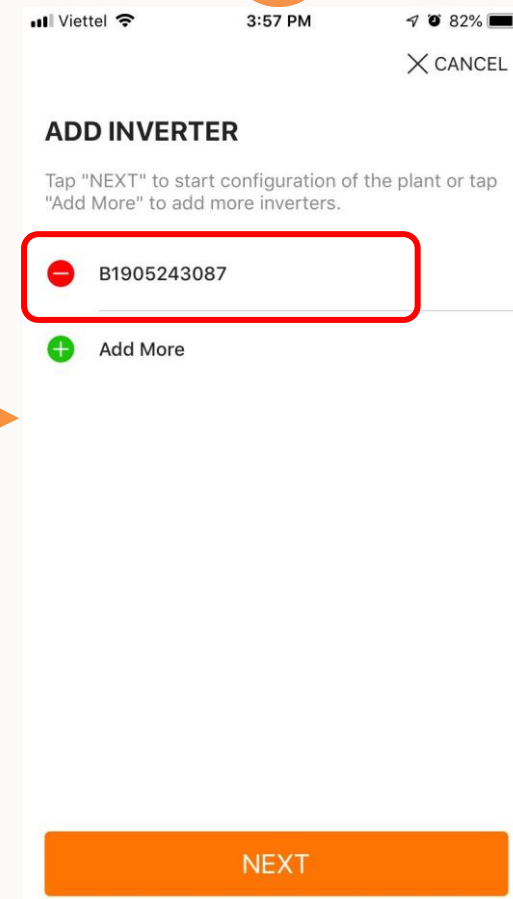 Viettel 3:57 PM 82%
CANCEL
ADD INVERTER
Tap "NEXT" to start configuration of the plant or tap
"Add More" to add more inverters.
B1905243087
Add More
NEXT